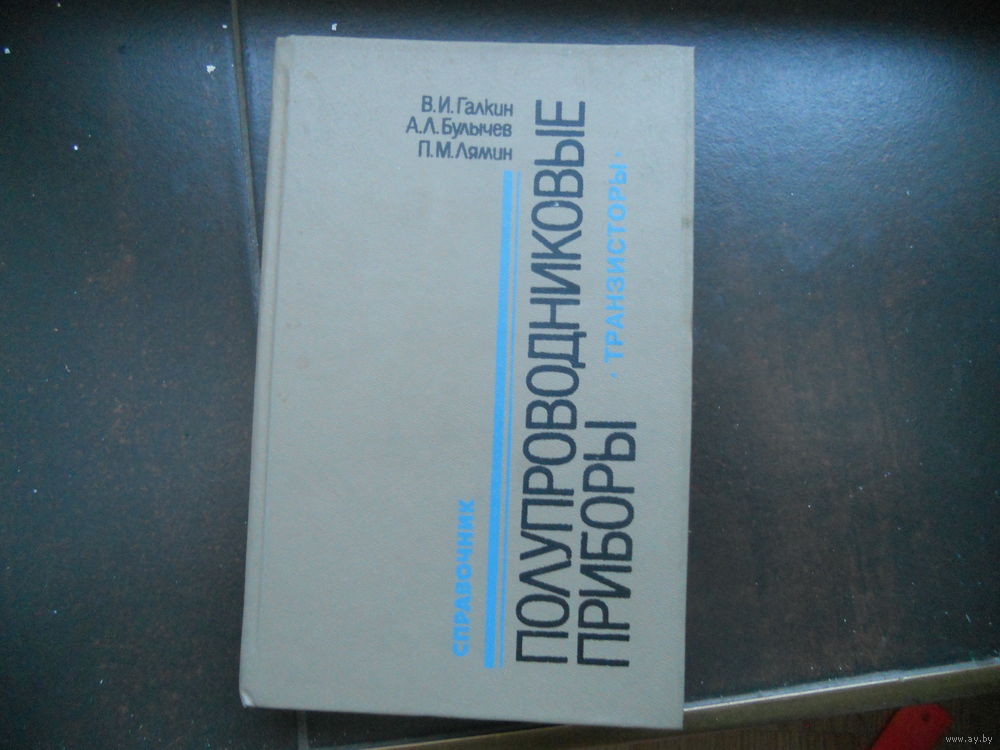 В.И.Галкин
А.Л.Булычев
П.М.Лямин
СПРАВОЧНИК
ПОЛУПРОВОДНИКОВЫЕ
ПРИБОРЫ
· ТРАНЗИСТОРЫ ·
www.ay.by